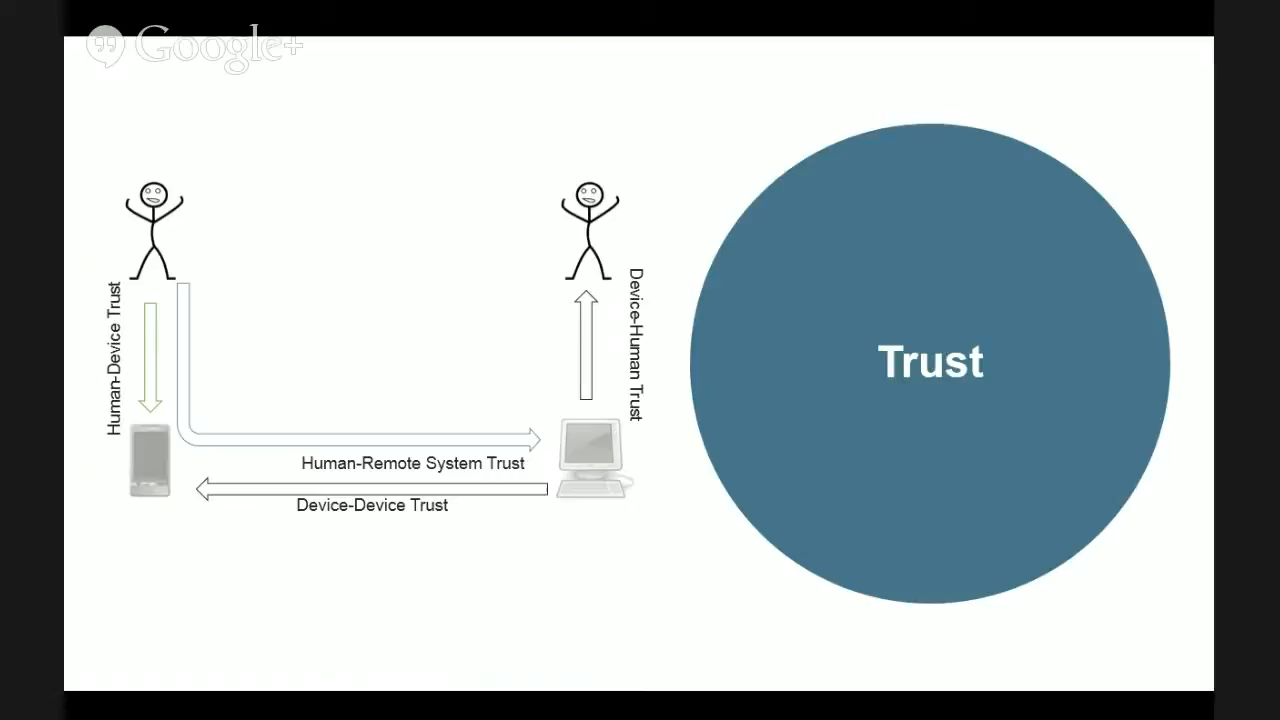 Google+
Human-Device Trust
Device-Human Trust
Human-Remote System Trust
Device-Device Trust
Trust